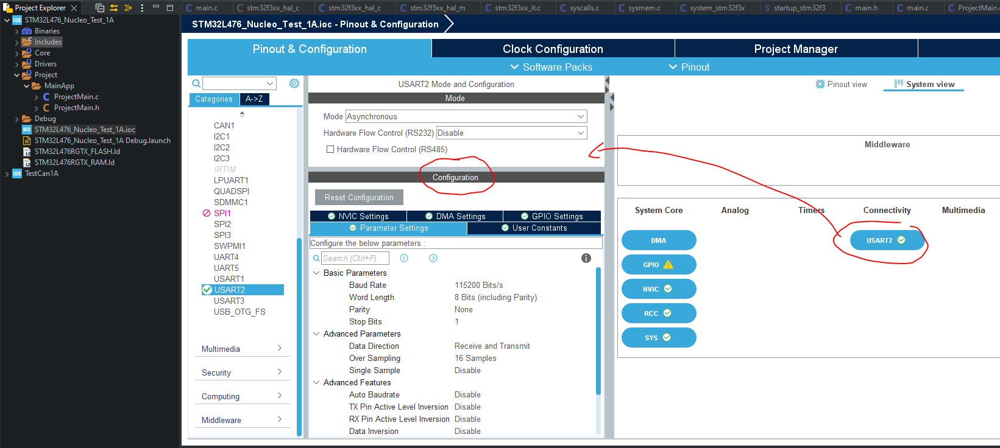 Project Explorer
main.c
stm32f3xx_hal_c
stm32f3xx_hal_c
stm32f3xx_hal_m
stm32f3xx_it.c
syscalls.c
sysmem.c
system_stm32f3x
startup_stm32f3
main.h
main.c
ProjectMain.
STM32L476_Nucleo_Test_1A
Binaries
Includes
Core
Drivers
Project
MainApp
ProjectMain.c
ProjectMain.h
Debug
STM32L476_Nucleo_Test_1A.ioc
STM32L476_Nucleo_Test_1A Debug.launch
STM32L476RGTX_FLASH.ld
STM32L476RGTX_RAM.ld
TestCan1A
STM32L476_Nucleo_Test_1A.ioc - Pinout & Configuration
Pinout & Configuration
Clock Configuration
Project Manager
Software Packs
Pinout
Categories
A->Z
CAN1
I2C1
I2C2
I2C3
IRTIM
LPUART1
QUADSPI
SDMMC1
SPI1
SPI2
SPI3
SWPMI1
UART4
UART5
USART1
USART2
USART3
USB_OTG_FS
Multimedia
Security
Computing
Middleware
USART2 Mode and Configuration
Mode
Mode Asynchronous
Hardware Flow Control (RS232) Disable
Hardware Flow Control (RS485)
Configuration
Reset Configuration
NVIC Settings
DMA Settings
GPIO Settings
Parameter Settings
User Constants
Configure the below parameters :
Search (Ctrl+F)
Basic Parameters
Baud Rate 115200 Bits/s
Word Length 8 Bits (including Parity)
Parity None
Stop Bits 1
Advanced Parameters
Data Direction Receive and Transmit
Over Sampling 16 Samples
Single Sample Disable
Advanced Features
Auto Baudrate Disable
TX Pin Active Level Inversion Disable
RX Pin Active Level Inversion Disable
Data Inversion Disable
Pinout view
System view
Middleware
System Core
Analog
Timers
Connectivity
Multimedia
DMA
GPIO
NVIC
RCC
SYS
USART2